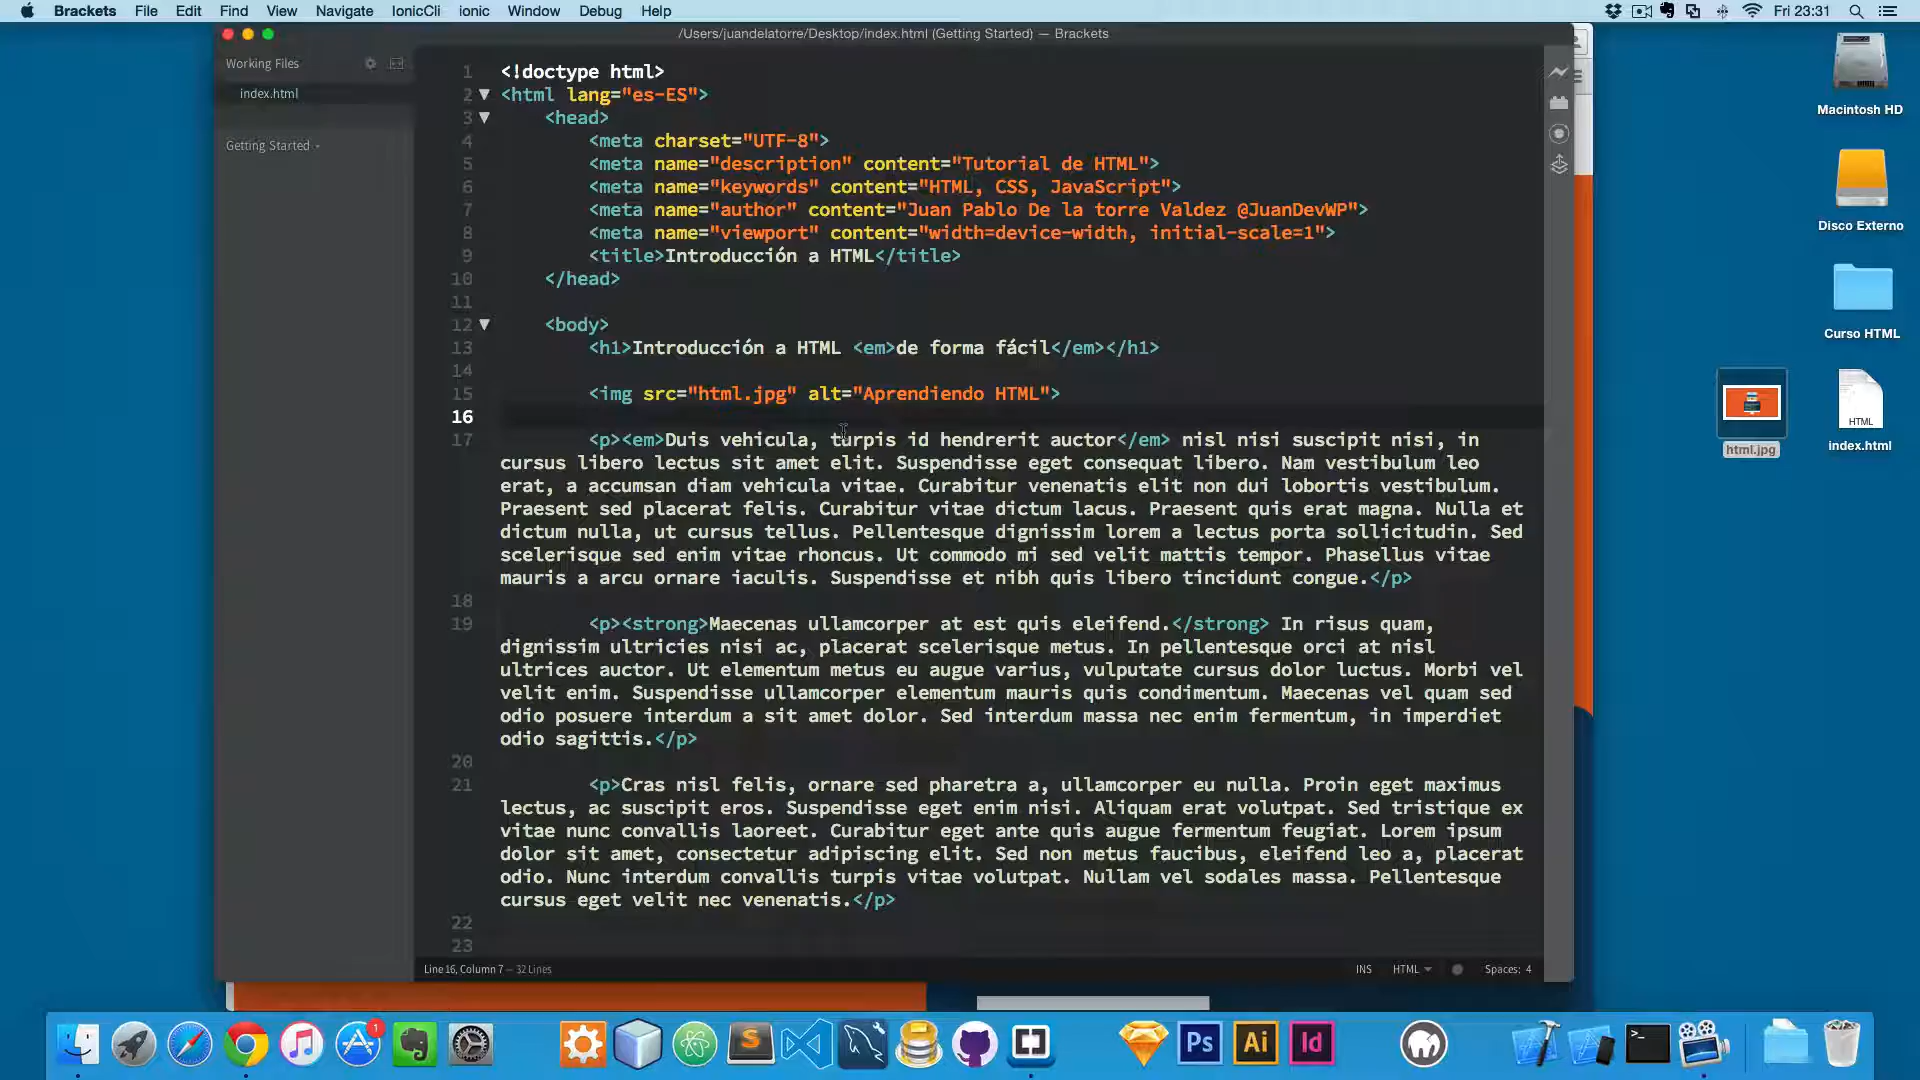 Brackets File Edit Find View Navigate IonicCli ionic Window Debug Help Fri 23:31
/Users/juandelatorre/Desktop/index.html (Getting Started) — Brackets
Working Files
index.html
Getting Started
1 <!doctype html>
2 <html lang="es-ES">
3 <head>
4 <meta charset="UTF-8">
5 <meta name="description" content="Tutorial de HTML">
6 <meta name="keywords" content="HTML, CSS, JavaScript">
7 <meta name="author" content="Juan Pablo De la torre Valdez @JuanDevWP">
8 <meta name="viewport" content="width=device-width, initial-scale=1">
9 <title>Introducción a HTML</title>
10 </head>
11
12 <body>
13 <h1>Introducción a HTML <em>de forma fácil</em></h1>
14
15 <img src="html.jpg" alt="Aprendiendo HTML">
16
17 <p><em>Duis vehicula, turpis id hendrerit auctor</em> nisl nisi suscipit nisi, in
cursus libero lectus sit amet elit. Suspendisse eget consequat libero. Nam vestibulum leo
erat, a accumsan diam vehicula vitae. Curabitur venenatis elit non dui lobortis vestibulum.
Praesent sed placerat felis. Curabitur vitae dictum lacus. Praesent quis erat magna. Nulla et
dictum nulla, ut cursus tellus. Pellentesque dignissim lorem a lectus porta sollicitudin. Sed
scelerisque sed enim vitae rhoncus. Ut commodo mi sed velit mattis tempor. Phasellus vitae
mauris a arcu ornare iaculis. Suspendisse et nibh quis libero tincidunt congue.</p>
18
19 <p><strong>Maecenas ullamcorper at est quis eleifend.</strong> In risus quam,
dignissim ultricies nisi ac, placerat scelerisque metus. In pellentesque orci at nisl
ultrices auctor. Ut elementum metus eu augue varius, vulputate cursus dolor luctus. Morbi vel
velit enim. Suspendisse ullamcorper elementum mauris quis condimentum. Maecenas vel quam sed
odio posuere interdum a sit amet dolor. Sed interdum massa nec enim fermentum, in imperdiet
odio sagittis.</p>
20
21 <p>Cras nisl felis, ornare sed pharetra a, ullamcorper eu nulla. Proin eget maximus
lectus, ac suscipit eros. Suspendisse eget enim nisi. Aliquam erat volutpat. Sed tristique ex
vitae nunc convallis laoreet. Curabitur eget ante quis augue fermentum feugiat. Lorem ipsum
dolor sit amet, consectetur adipiscing elit. Sed non metus faucibus, eleifend leo a, placerat
odio. Nunc interdum convallis turpis vitae volutpat. Nullam vel sodales massa. Pellentesque
cursus eget velit nec venenatis.</p>
22
23
Line 16, Column 7 — 32 Lines
INS HTML Spaces: 4
Macintosh HD
Disco Externo
Curso HTML
html.jpg
HTML
index.html
1
S
Ps
Ai
Id
>_